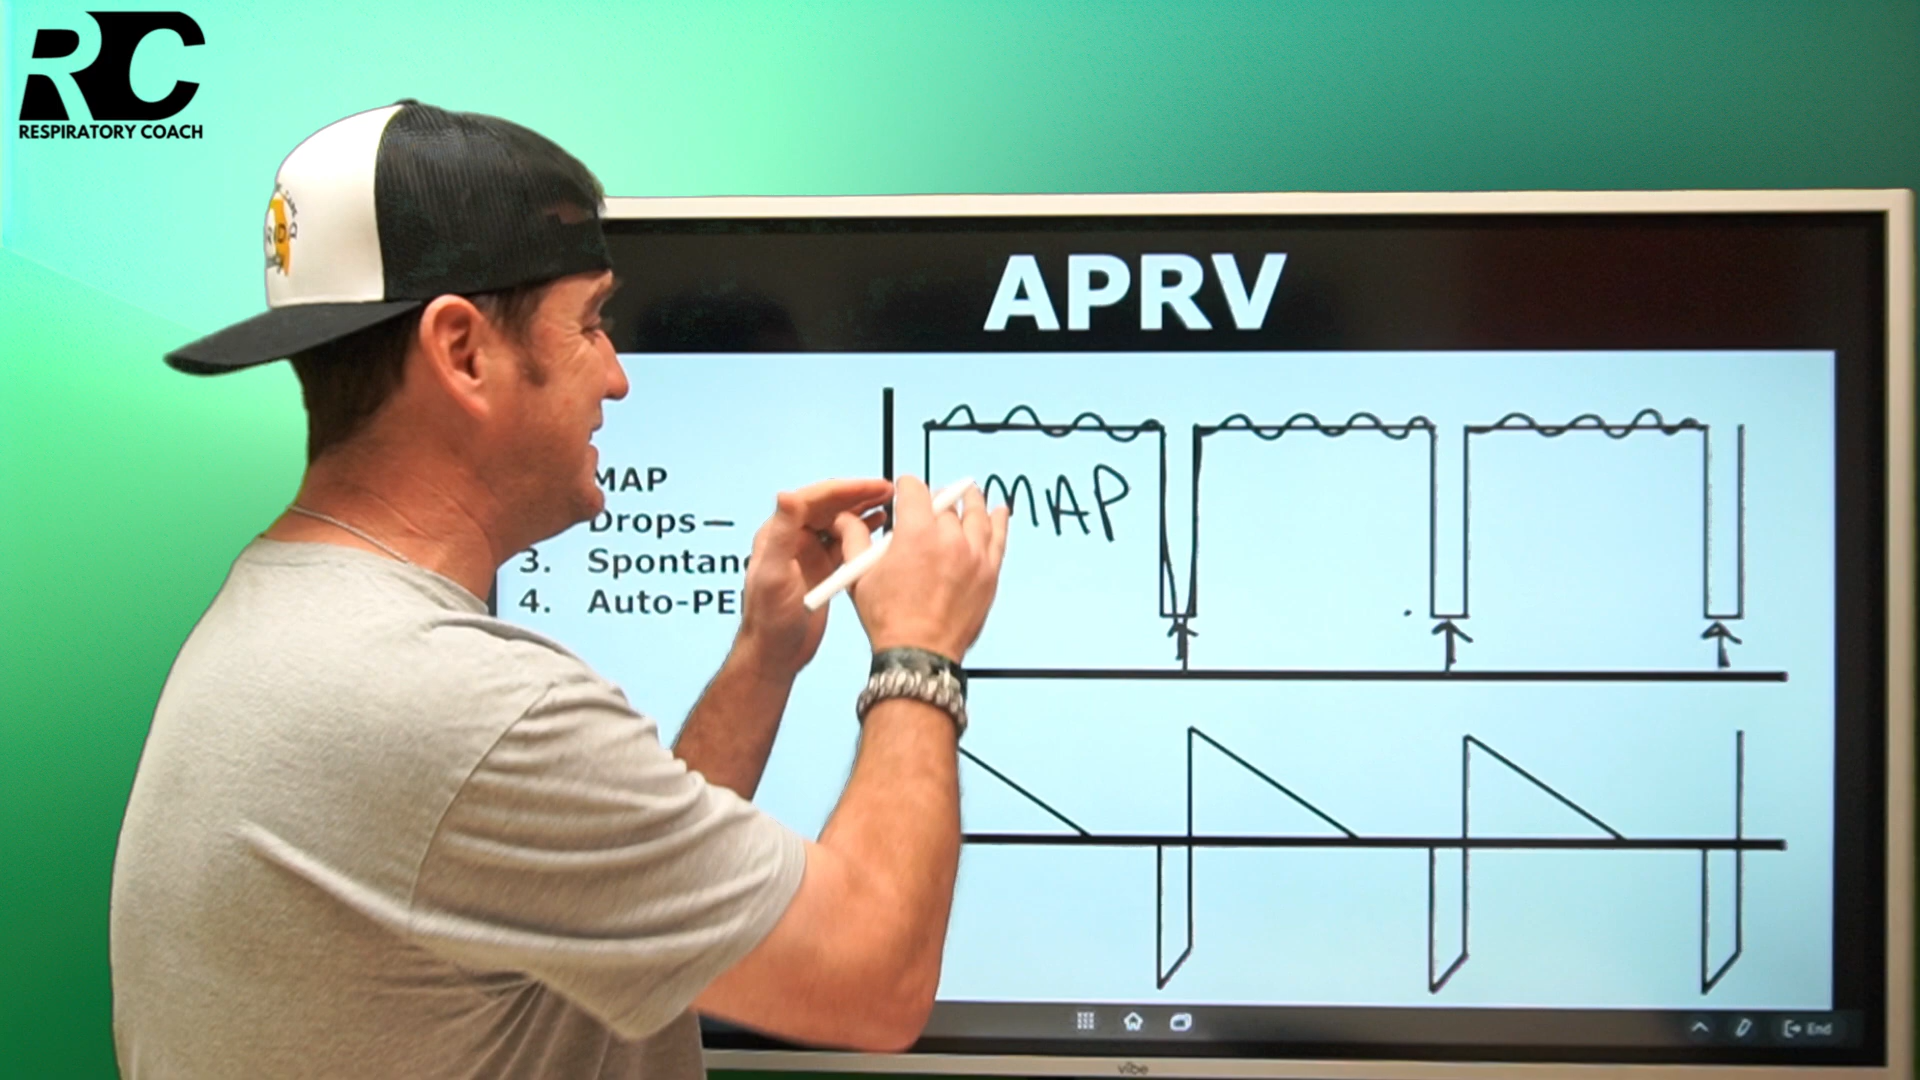 RC
RESPIRATORY COACH
APRV
MAP
Drops—
3. Spontan
4. Auto-PE
MAP
End
vibe